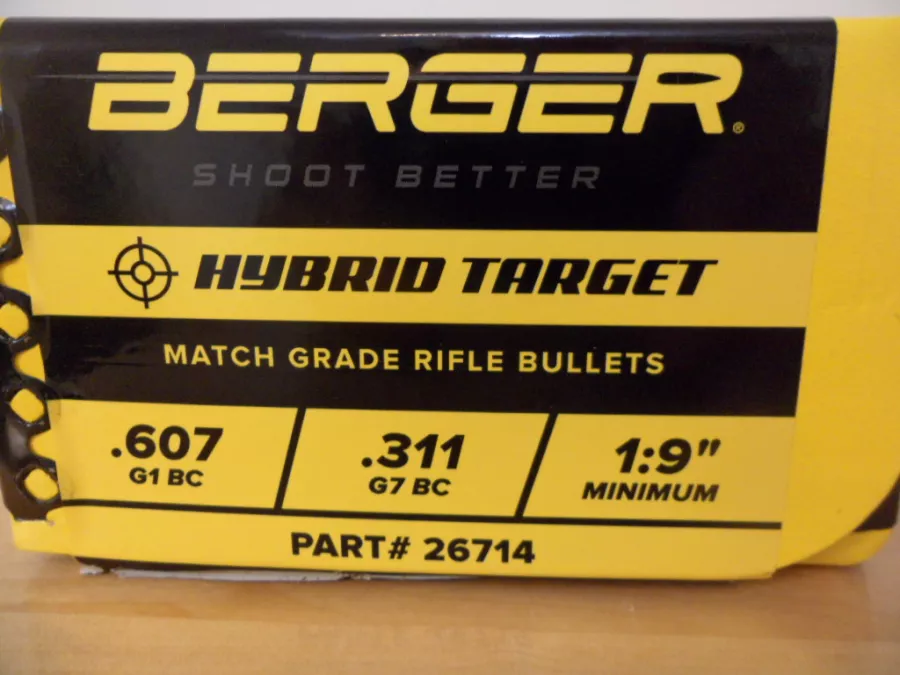 BERGER®
SHOOT BETTER
HYBRID TARGET
MATCH GRADE RIFLE BULLETS
.607 .311 1:9"
G1 BC G7 BC MINIMUM
PART# 26714